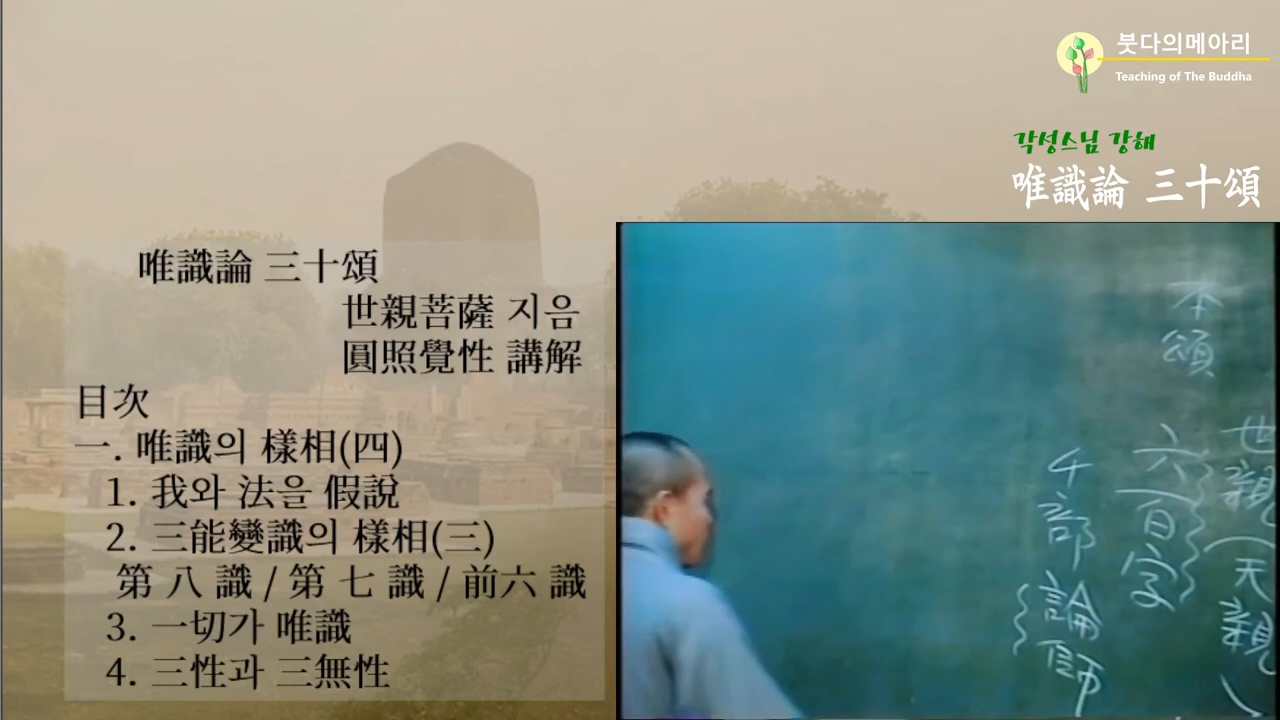 붓다의메아리
Teaching of The Buddha
각성스님 강해
唯識論 三十頌
唯識論 三十頌
世親菩薩 지음
圓照覺性 講解
目次
一. 唯識의 樣相(四)
1. 我와 法을 假說
2. 三能變識의 樣相(三)
第 八 識 / 第 七 識 / 前六 識
3. 一切가 唯識
4. 三性과 三無性
世親(天親)
本頌
六百字
千部論師